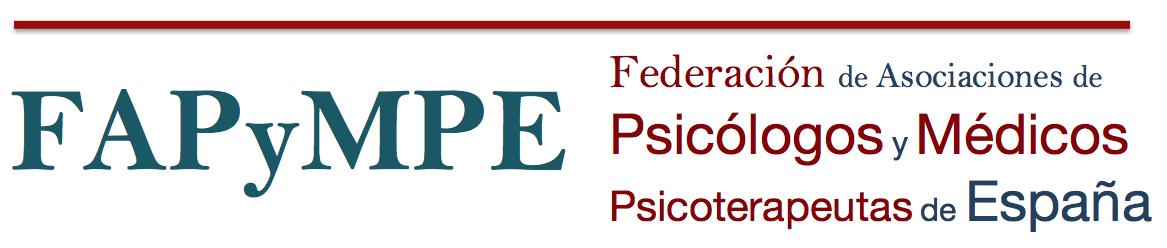 FAPyMPE
Federación de Asociaciones de
Psicólogos y Médicos
Psicoterapeutas de España